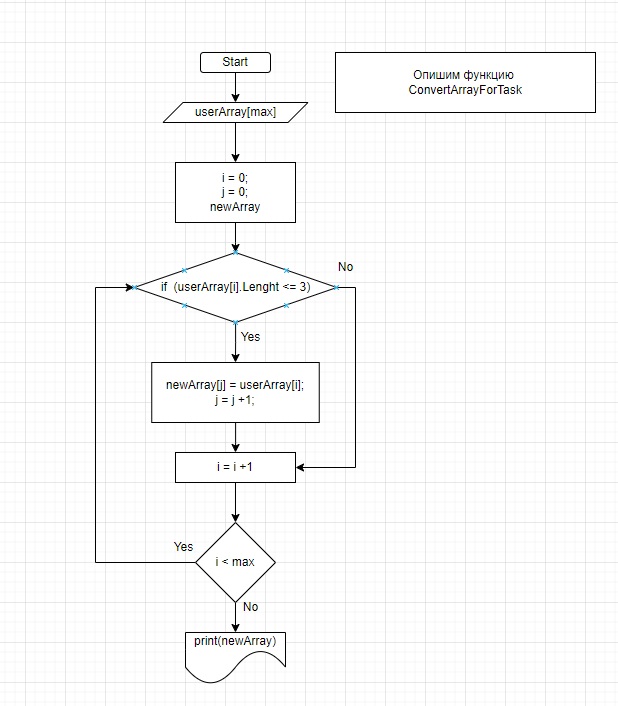 Start
Опишим функцию
ConvertArrayForTask
userArray[max]
i = 0;
j = 0;
newArray
No
if (userArray[i].Lenght <= 3)
Yes
newArray[j] = userArray[i];
j = j +1;
i = i +1
Yes
i < max
No
print(newArray)